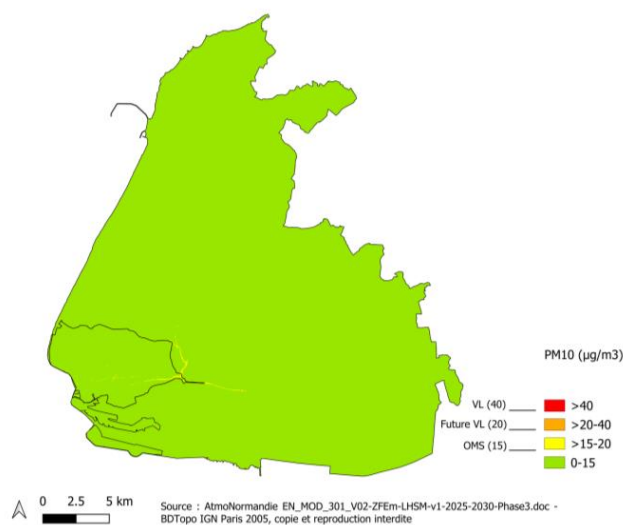 PM10 (µg/m3)
VL (40) >40
Future VL (20) >20-40
OMS (15) >15-20
0-15
0 2.5 5 km
Source : AtmoNormandie EN_MOD_301_V02-ZFEm-LHSM-v1-2025-2030-Phase3.doc -
BDTopo IGN Paris 2005, copie et reproduction interdite